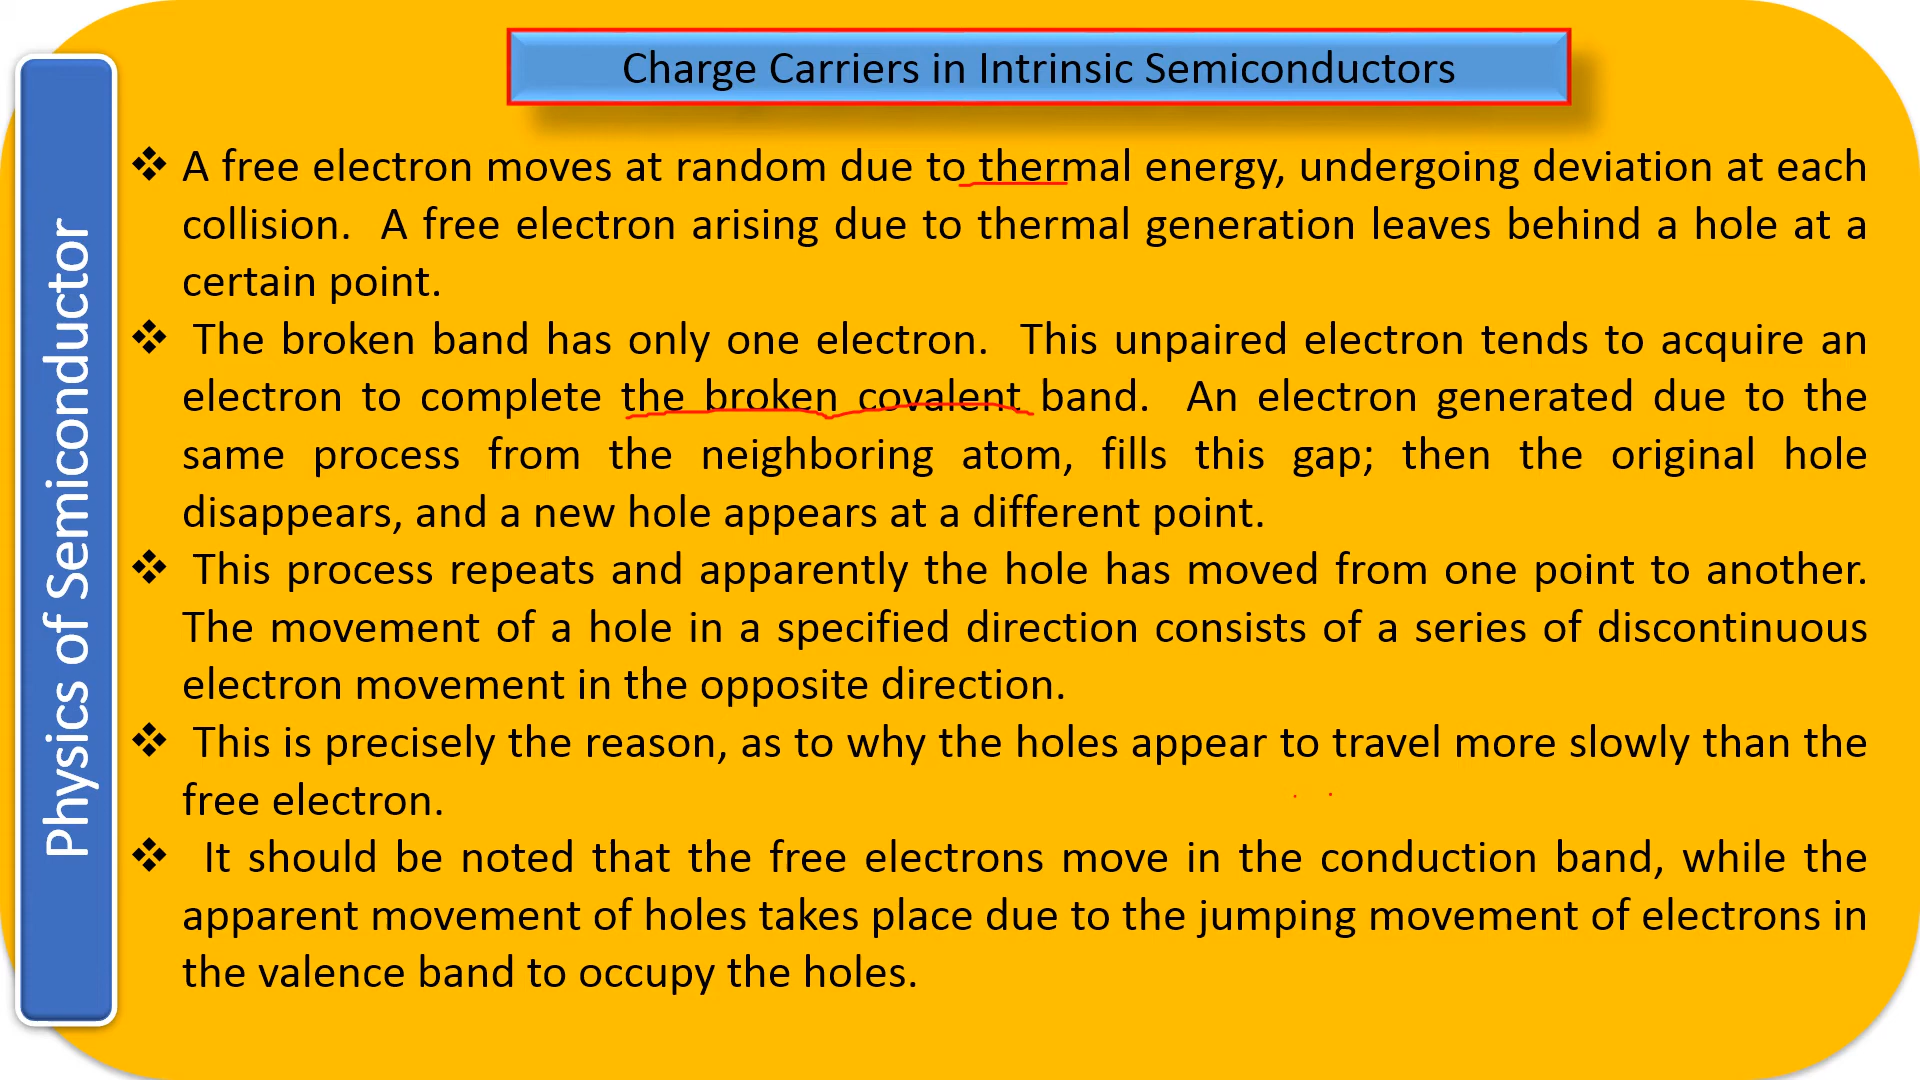 Charge Carriers in Intrinsic Semiconductors
Physics of Semiconductor
❖ A free electron moves at random due to thermal energy, undergoing deviation at each
collision. A free electron arising due to thermal generation leaves behind a hole at a
certain point.
❖ The broken band has only one electron. This unpaired electron tends to acquire an
electron to complete the broken covalent band. An electron generated due to the
same process from the neighboring atom, fills this gap; then the original hole
disappears, and a new hole appears at a different point.
❖ This process repeats and apparently the hole has moved from one point to another.
The movement of a hole in a specified direction consists of a series of discontinuous
electron movement in the opposite direction.
❖ This is precisely the reason, as to why the holes appear to travel more slowly than the
free electron.
❖ It should be noted that the free electrons move in the conduction band, while the
apparent movement of holes takes place due to the jumping movement of electrons in
the valence band to occupy the holes.